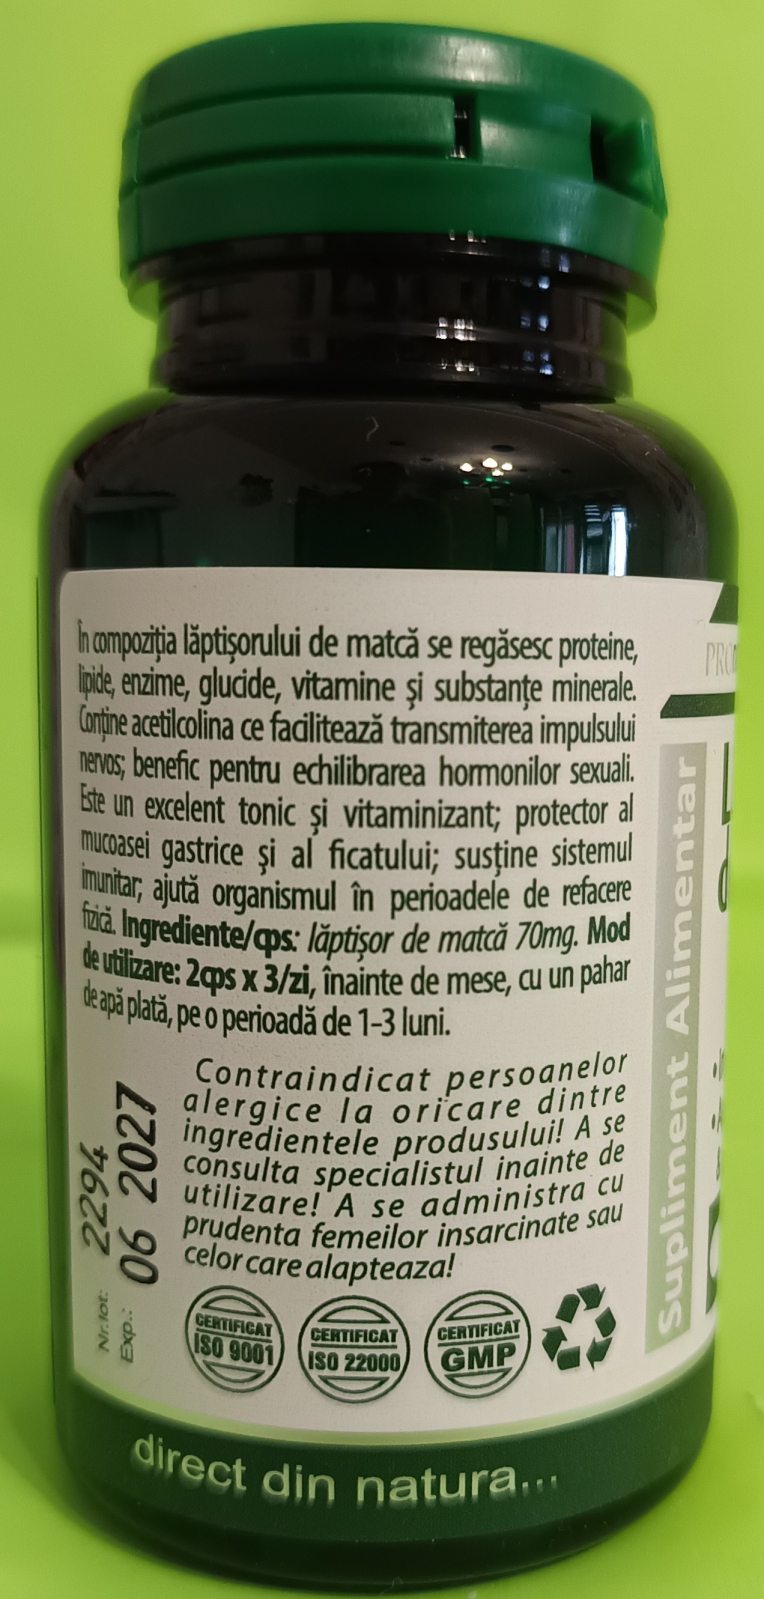 În compoziția lăptișorului de matcă se regăsesc proteine,
lipide, enzime, glucide, vitamine și substanțe minerale.
Conține acetilcolina ce facilitează transmiterea impulsului
nervos; benefic pentru echilibrarea hormonilor sexuali.
Este un excelent tonic și vitaminizant; protector al
mucoasei gastrice și al ficatului; susține sistemul
imunitar; ajută organismul în perioadele de refacere
fizică. Ingrediente/cps: lăptișor de matcă 70mg. Mod
de utilizare: 2cps x 3/zi, înainte de mese, cu un pahar
de apă plată, pe o perioadă de 1-3 luni.
Contraindicat persoanelor
alergice la oricare dintre
ingredientele produsului! A se
consulta specialistul inainte de
utilizare! A se administra cu
prudenta femeilor insarcinate sau
celor care alapteaza!
Nr.lot: 2294
Exp.: 06 2027
CERTIFICAT
ISO 9001
CERTIFICAT
ISO 22000
CERTIFICAT
GMP
Supliment Alimentar
direct din natura...